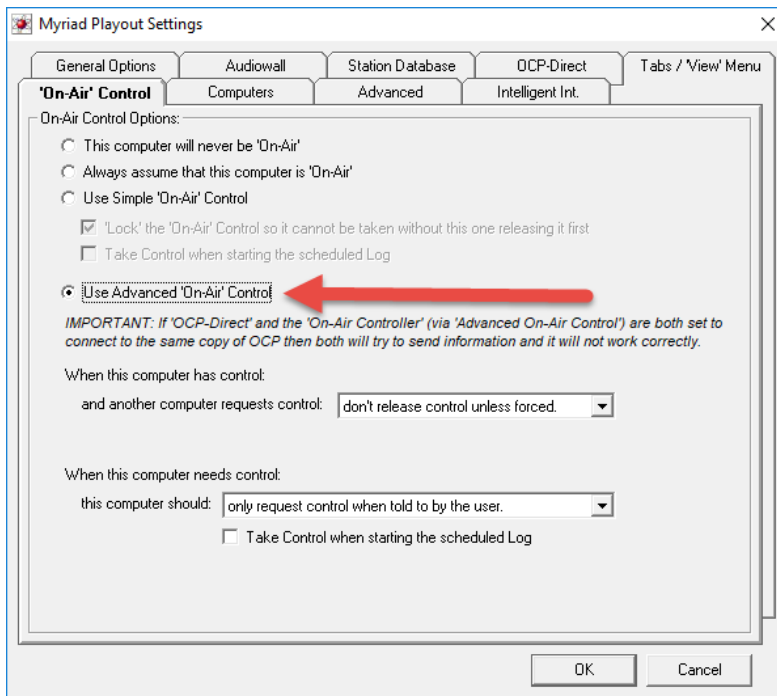 Myriad Playout Settings
General Options
Audiowall
Station Database
OCP-Direct
Tabs / 'View' Menu
'On-Air' Control
Computers
Advanced
Intelligent Int.
On-Air Control Options:
This computer will never be 'On-Air'
Always assume that this computer is 'On-Air'
Use Simple 'On-Air' Control
'Lock' the 'On-Air' Control so it cannot be taken without this one releasing it first
Take Control when starting the scheduled Log
Use Advanced 'On-Air' Control
IMPORTANT: If 'OCP-Direct' and the 'On-Air Controller' (via 'Advanced On-Air Control') are both set to
connect to the same copy of OCP then both will try to send information and it will not work correctly.
When this computer has control:
and another computer requests control: don't release control unless forced.
When this computer needs control:
this computer should: only request control when told to by the user.
Take Control when starting the scheduled Log
OK
Cancel